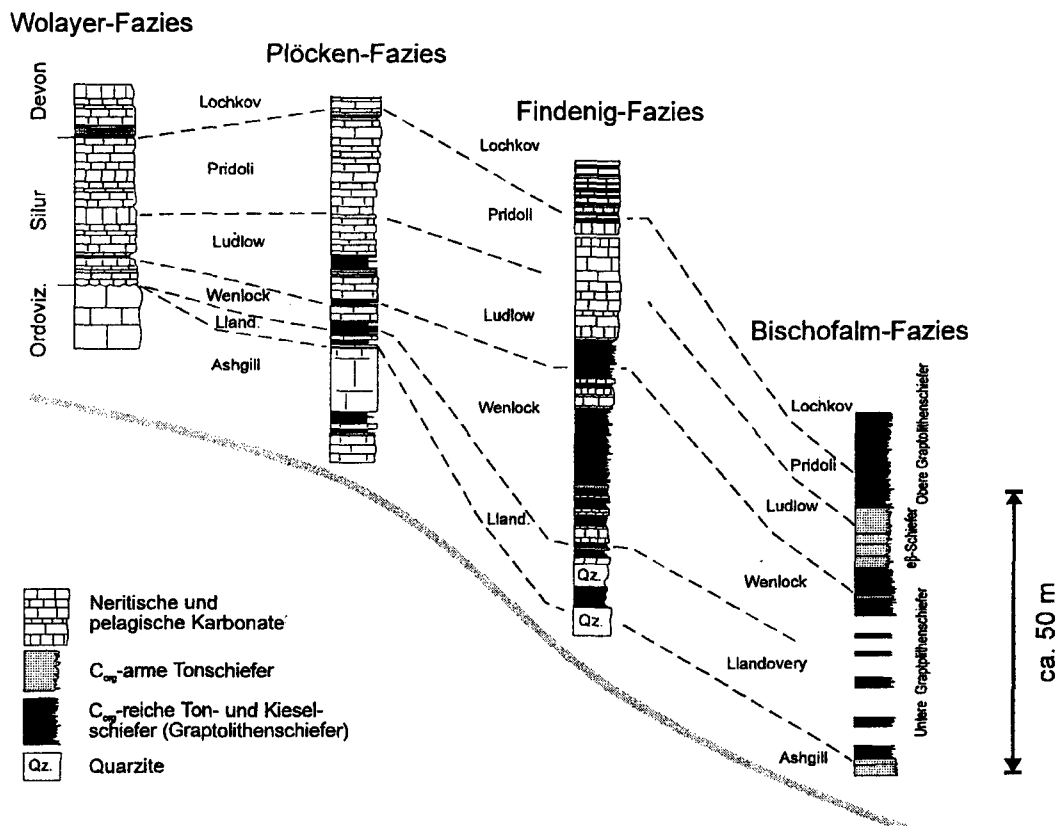 Wolayer-Fazies
Plöcken-Fazies
Findenig-Fazies
Bischofalm-Fazies
Devon
Silur
Ordoviz.
Lochkov
Pridoli
Ludlow
Wenlock
Lland.
Ashgill
Lochkov
Pridoli
Ludlow
Wenlock
Lland.
Qz.
Qz.
Lochkov
Pridoli
Ludlow
Wenlock
Llandovery
Ashgill
Obere Graptolithenschiefer
eβ-Schiefer
Untere Graptolithenschiefer
ca. 50 m
Neritische und
pelagische Karbonate
Corg-arme Tonschiefer
Corg-reiche Ton- und Kiesel-
schiefer (Graptolithenschiefer)
Qz. Quarzite